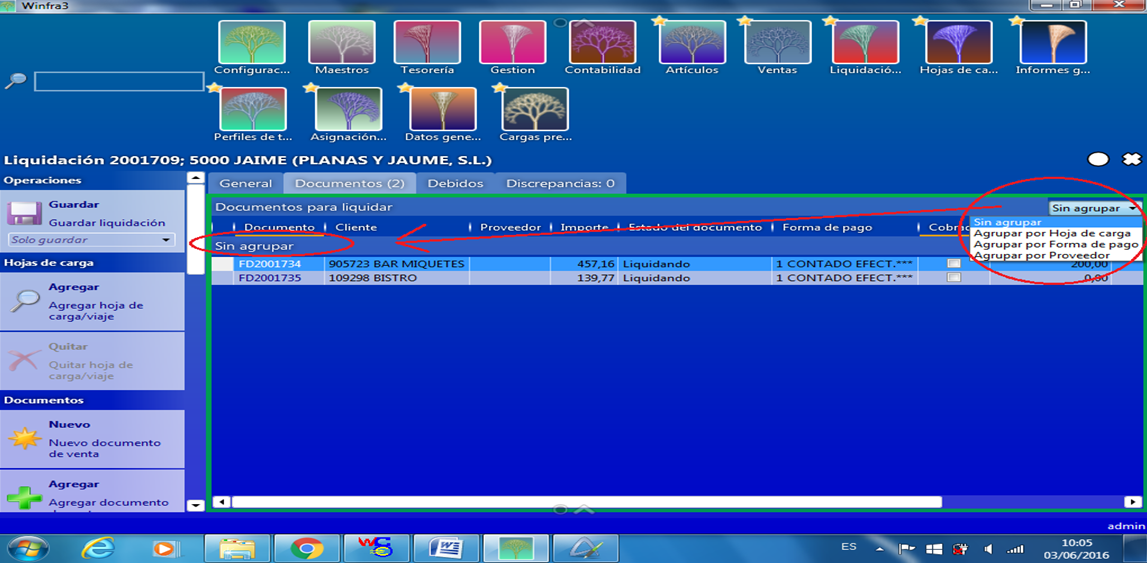 Winfra3
Configurac... Maestros Tesorería Gestion Contabilidad Artículos Ventas Liquidació... Hojas de ca... Informes g...
Perfiles de t... Asignación... Datos gene... Cargas pre...
Liquidación 2001709; 5000 JAIME (PLANAS Y JAUME, S.L.)
Operaciones
Guardar
Guardar liquidación
Solo guardar
Hojas de carga
Agregar
Agregar hoja de
carga/viaje
Quitar
Quitar hoja de
carga/viaje
Documentos
Nuevo
Nuevo documento
de venta
Agregar
Agregar documento
General Documentos (2) Debidos Discrepancias: 0
Documentos para liquidar
Sin agrupar
Sin agrupar
Agrupar por Hoja de carga
Agrupar por Forma de pago
Agrupar por Proveedor
Documento Cliente Proveedor Importe Estado del documento Forma de pago
Sin agrupar
FD2001734 905723 BAR MIQUETES 457,16 Liquidando 1 CONTADO EFECT.*** 200,00
FD2001735 109298 BISTRO 139,77 Liquidando 1 CONTADO EFECT.*** 0,00
admin
ES
10:05
03/06/2016